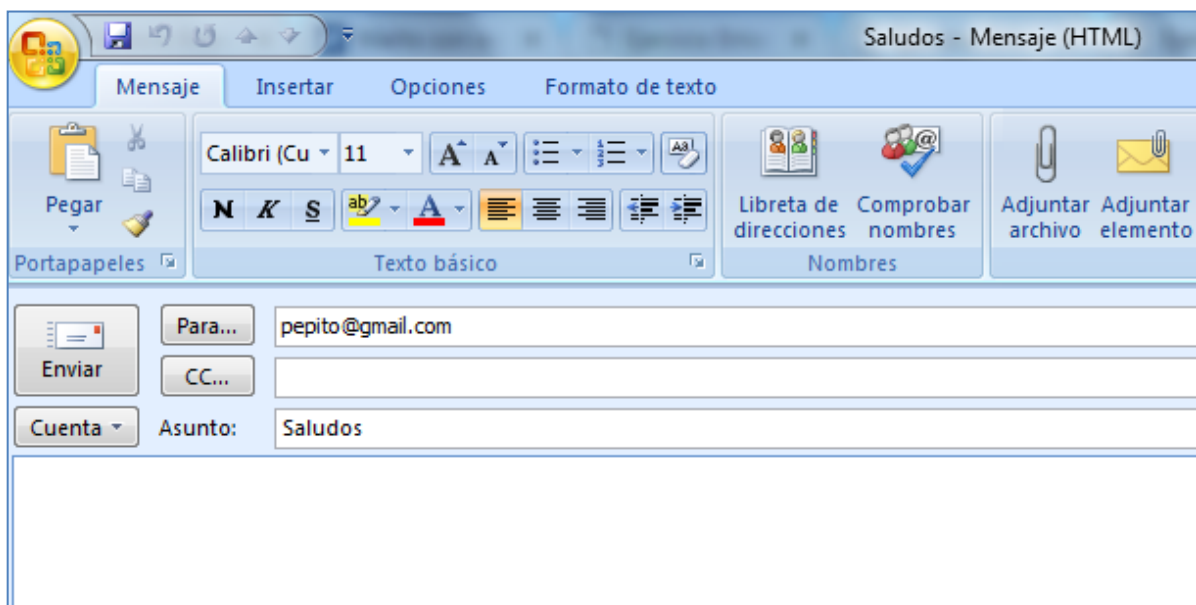 Saludos - Mensaje (HTML)
Mensaje Insertar Opciones Formato de texto
Calibri (Cu 11
Pegar
N K S
Libreta de direcciones
Comprobar nombres
Adjuntar archivo
Adjuntar elemento
Portapapeles Texto básico Nombres
Enviar
Para... pepito@gmail.com
CC...
Cuenta Asunto: Saludos